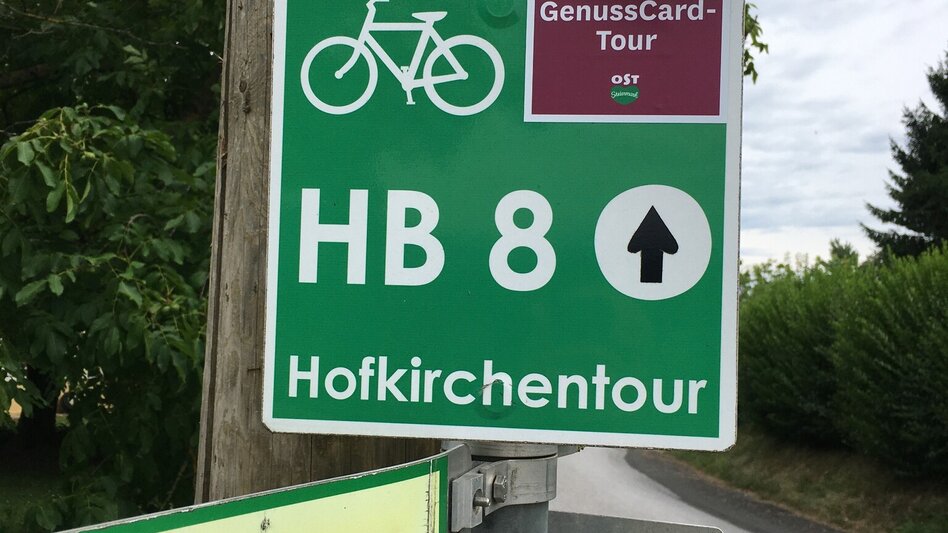 GenussCard-
Tour
OST
Steiermark
HB 8
Hofkirchentour